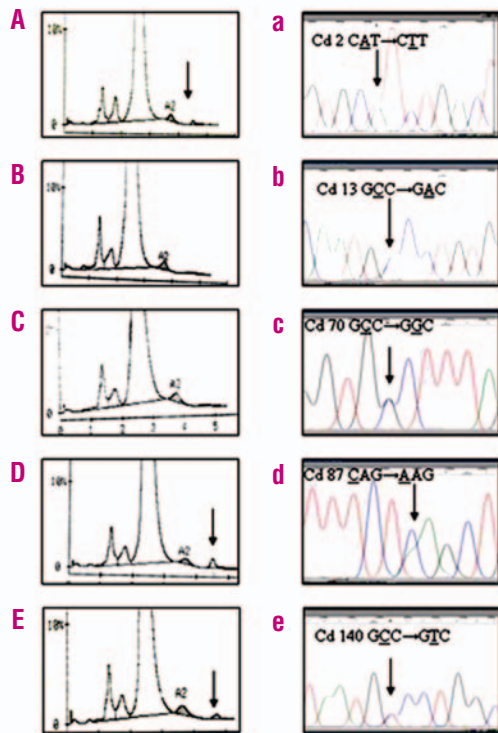 A
10%
A2
0
a
Cd 2 CAT→CTT
B
10%
A2
0
b
Cd 13 GCC→GAC
C
A2
0
1
2
3
4
5
c
Cd 70 GCC→GGC
D
10%
A2
0
d
Cd 87 CAG→AAG
E
10%
A2
0
e
Cd 140 GCC→GTC